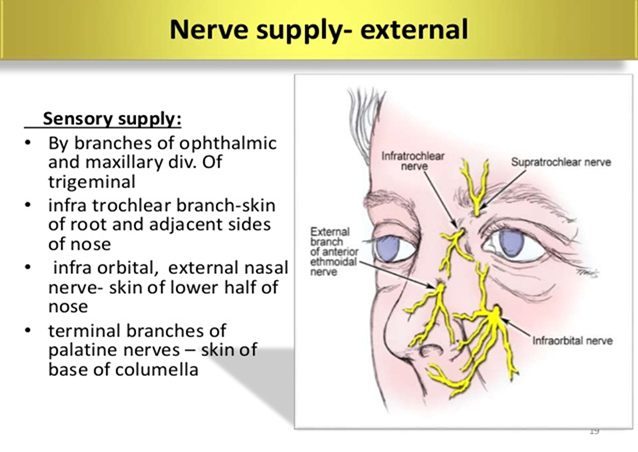 Nerve supply- external
Sensory supply:
• By branches of ophthalmic
and maxillary div. Of
trigeminal
• infra trochlear branch-skin
of root and adjacent sides
of nose
• infra orbital, external nasal
nerve- skin of lower half of
nose
• terminal branches of
palatine nerves – skin of
base of columella
Infratrochlear
nerve
Supratrochlear nerve
External
branch
of anterior
ethmoidal
nerve
Infraorbital nerve
19